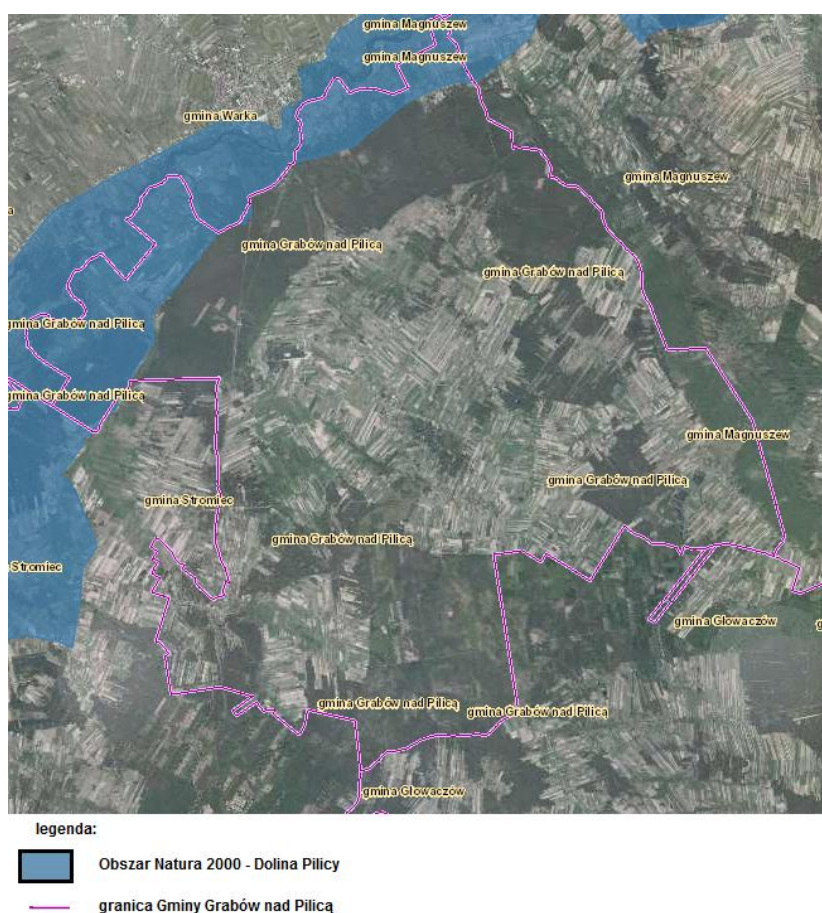 gmina Magnuszew
gmina Magnuszew
gmina Warka
gmina Magnuszew
a
gmina Grabów nad Pilicą
gmina Grabów nad Pilicą
gmina Grabów nad Pilicą
gmina Grabów nad Pilicą
gmina Magnuszew
gmina Grabów nad Pilicą
gmina Stromiec
gmina Grabów nad Pilicą
a Stromiec
gmina Głowaczów
g
gmina Grabów nad Pilicą
gmina Grabów nad Pilicą
gmina Głowaczów
legenda:
Obszar Natura 2000 - Dolina Pilicy
granica Gminy Grabów nad Pilicą